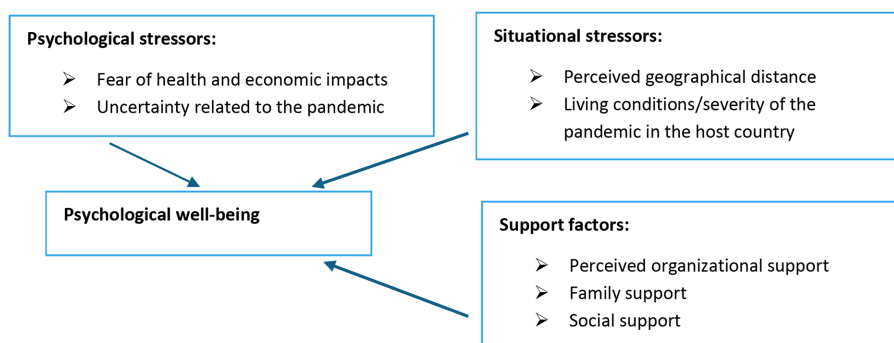 Psychological stressors:
➢ Fear of health and economic impacts
➢ Uncertainty related to the pandemic
Situational stressors:
➢ Perceived geographical distance
➢ Living conditions/severity of the
pandemic in the host country
Psychological well-being
Support factors:
➢ Perceived organizational support
➢ Family support
➢ Social support